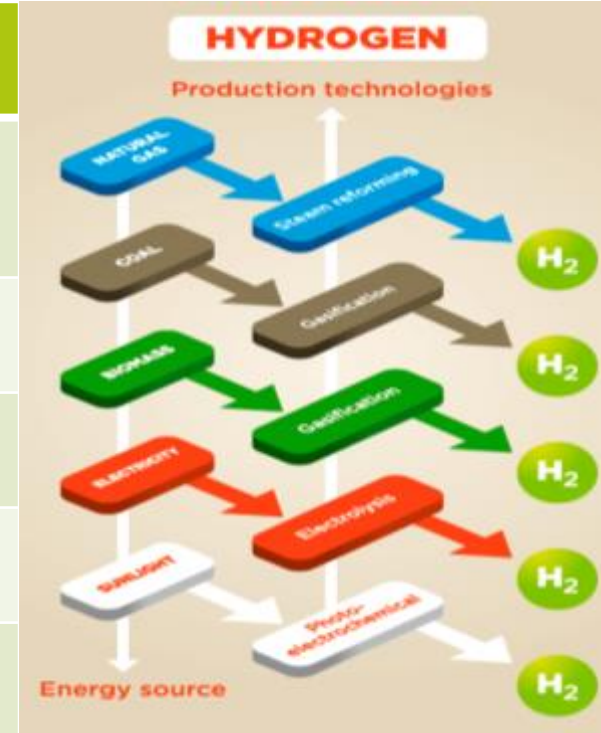 HYDROGEN
Production technologies
NATURAL
GAS
Steam reforming
H₂
COAL
Gasification
H₂
BIOMASS
Gasification
H₂
ELECTRICITY
Electrolysis
H₂
SUNLIGHT
Photo-
electrochemical
H₂
Energy source